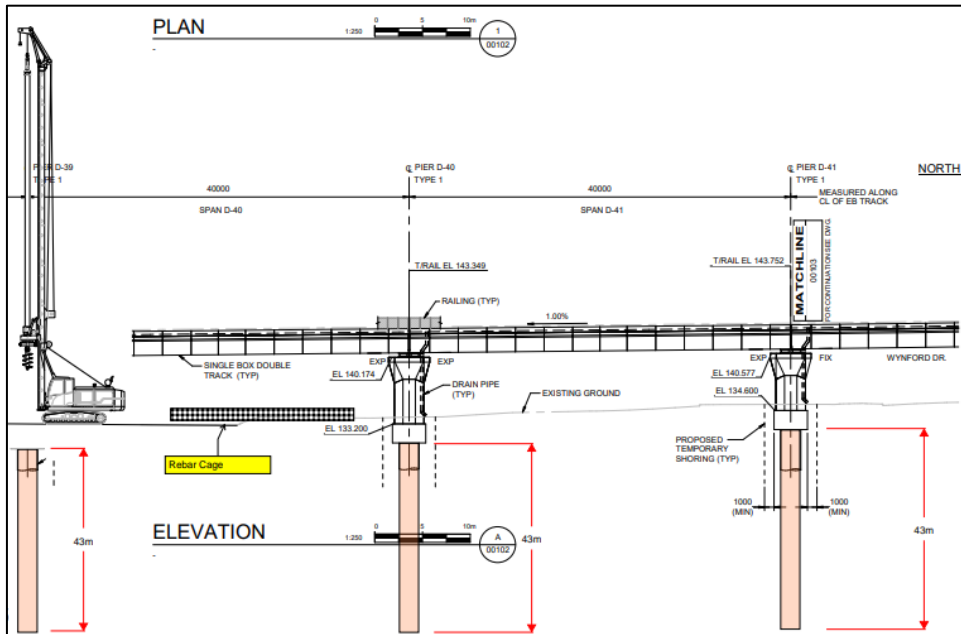 PLAN
1:250
0 5 10m
1
00102
-
PIER D-39
TYPE 1
℄ PIER D-40
TYPE 1
℄ PIER D-41
TYPE 1
NORTH
40000
40000
MEASURED ALONG
CL OF EB TRACK
SPAN D-40
SPAN D-41
MATCHLINE
00103
FOR CONTINUATION SEE DWG.
T/RAIL EL 143.349
T/RAIL EL 143.752
RAILING (TYP)
1.00%
SINGLE BOX DOUBLE
TRACK (TYP)
EXP
EXP
EXP
FIX
WYNFORD DR.
EL 140.174
EL 140.577
DRAIN PIPE
(TYP)
EXISTING GROUND
EL 134.600
EL 133.200
PROPOSED
TEMPORARY
SHORING (TYP)
Rebar Cage
1000
(MIN)
1000
(MIN)
43m
43m
43m
ELEVATION
1:250
0 5 10m
A
00102
-